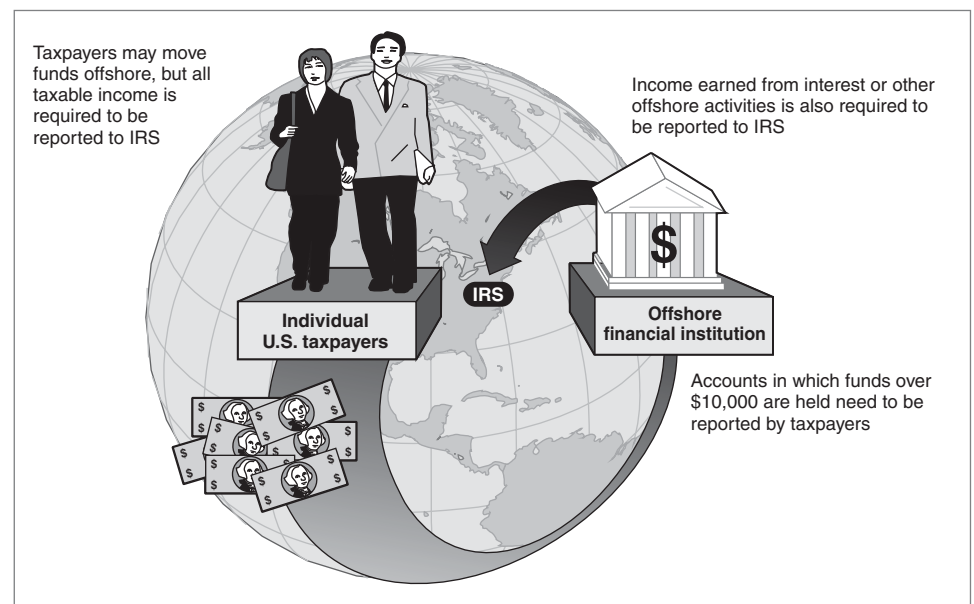 Taxpayers may move
funds offshore, but all
taxable income is
required to be
reported to IRS
Income earned from interest or other
offshore activities is also required to
be reported to IRS
$
IRS
Individual
U.S. taxpayers
Offshore
financial institution
Accounts in which funds over
$10,000 are held need to be
reported by taxpayers
$ $
$ $
$ $
$ $
$ $
$ $
$ $